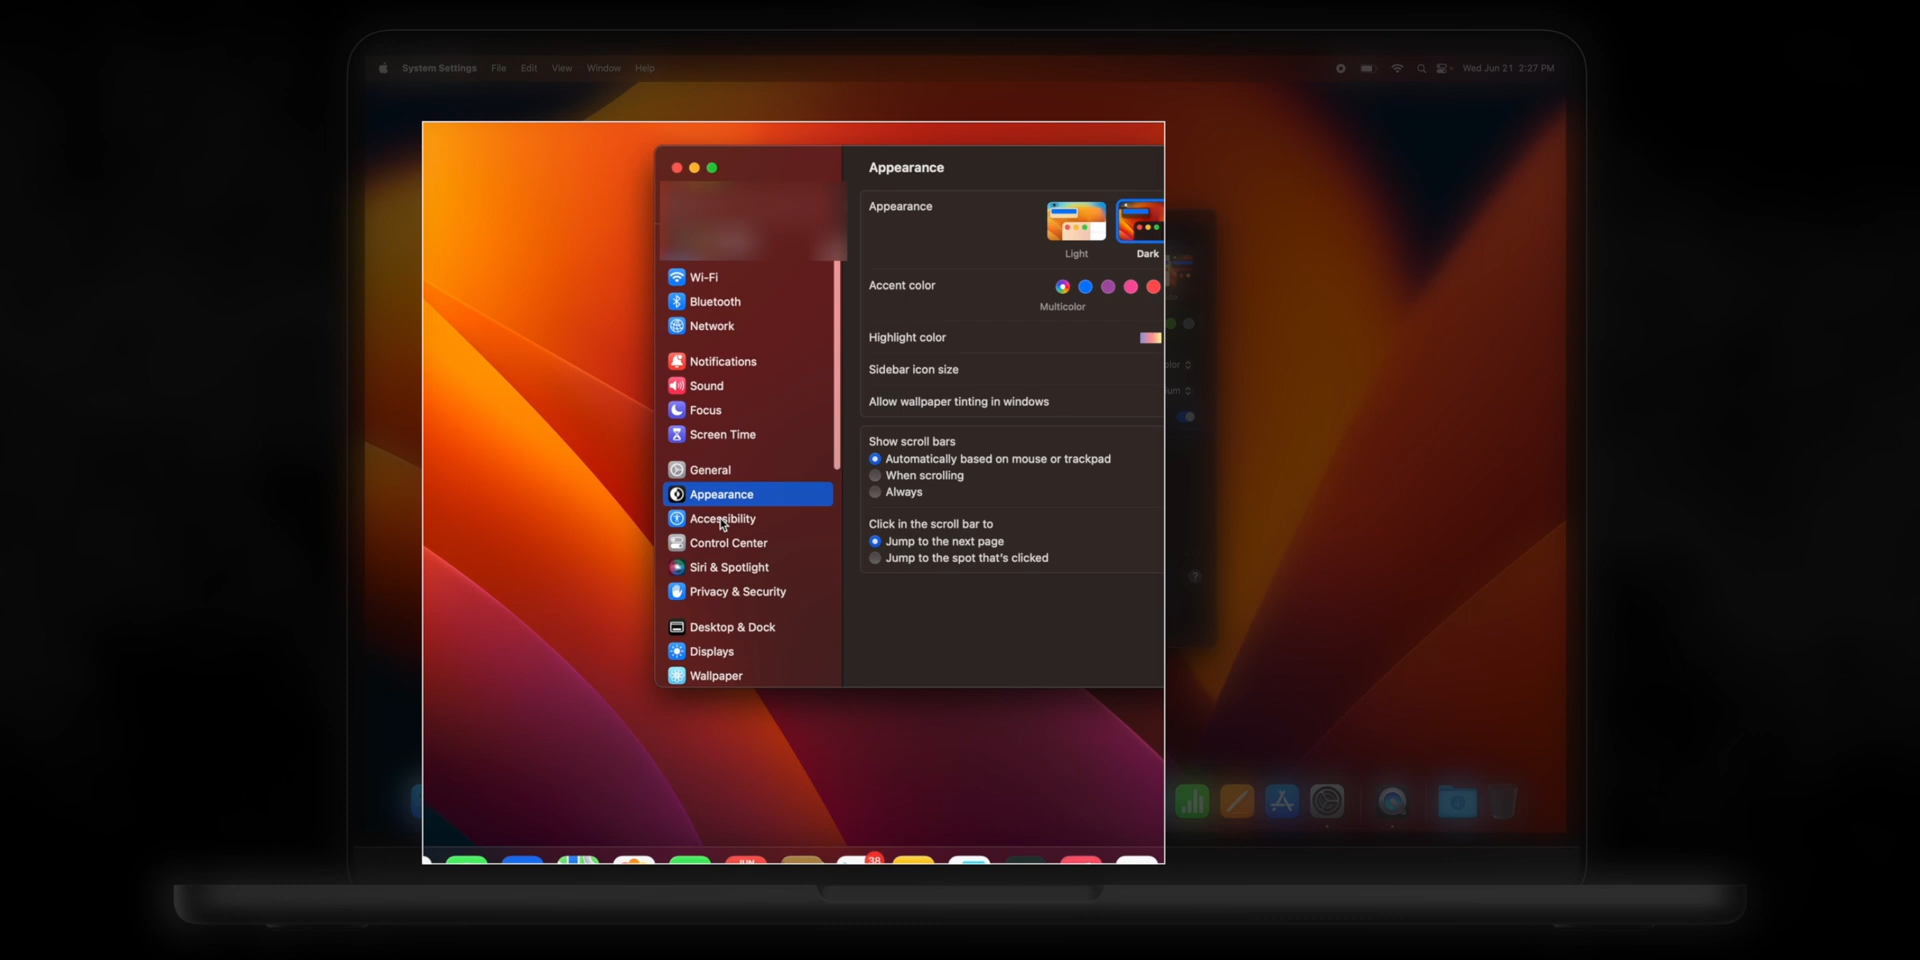 System Settings File Edit View Window Help
Wed Jun 21 2:27 PM
Appearance
Appearance
Light
Dark
Accent color
Multicolor
Highlight color
Sidebar icon size
Allow wallpaper tinting in windows
Show scroll bars
Automatically based on mouse or trackpad
When scrolling
Always
Click in the scroll bar to
Jump to the next page
Jump to the spot that's clicked
Wi-Fi
Bluetooth
Network
Notifications
Sound
Focus
Screen Time
General
Appearance
Accessibility
Control Center
Siri & Spotlight
Privacy & Security
Desktop & Dock
Displays
Wallpaper
?
JUN
38